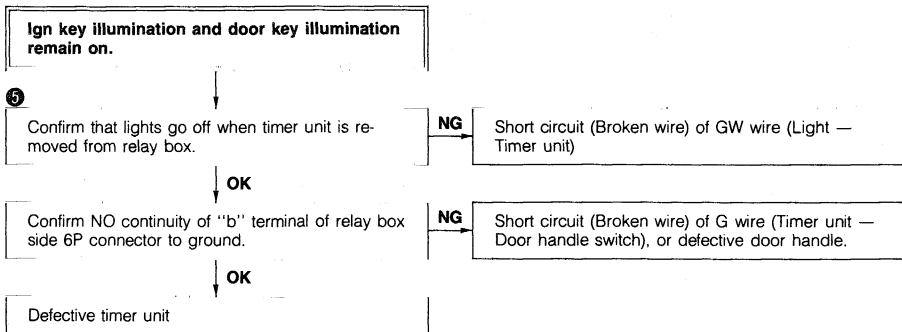 Ign key illumination and door key illumination
remain on.
5
Confirm that lights go off when timer unit is re-
moved from relay box.
NG
Short circuit (Broken wire) of GW wire (Light —
Timer unit)
OK
Confirm NO continuity of "b" terminal of relay box
side 6P connector to ground.
NG
Short circuit (Broken wire) of G wire (Timer unit —
Door handle switch), or defective door handle.
OK
Defective timer unit